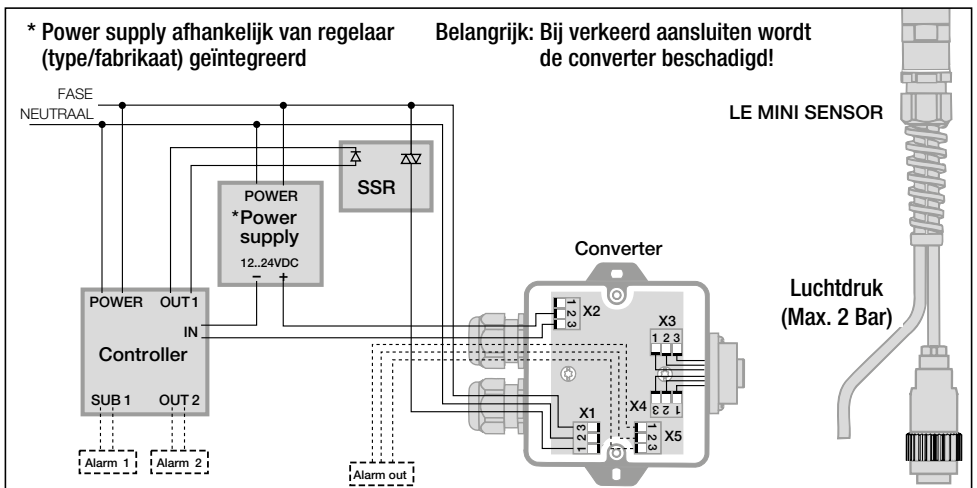 * Power supply afhankelijk van regelaar
(type/fabrikaat) geïntegreerd
Belangrijk: Bij verkeerd aansluiten wordt
de converter beschadigd!
FASE
NEUTRAAL
LE MINI SENSOR
SSR
POWER
*Power
supply
12..24VDC
– +
Converter
Luchtdruk
(Max. 2 Bar)
POWER OUT1
IN
Controller
SUB 1 OUT 2
Alarm 1 Alarm 2
Alarm out
1
2
3
X2
X3
1 2 3
X4
1 2 3
X1
3
2
1
X5
1
2
3